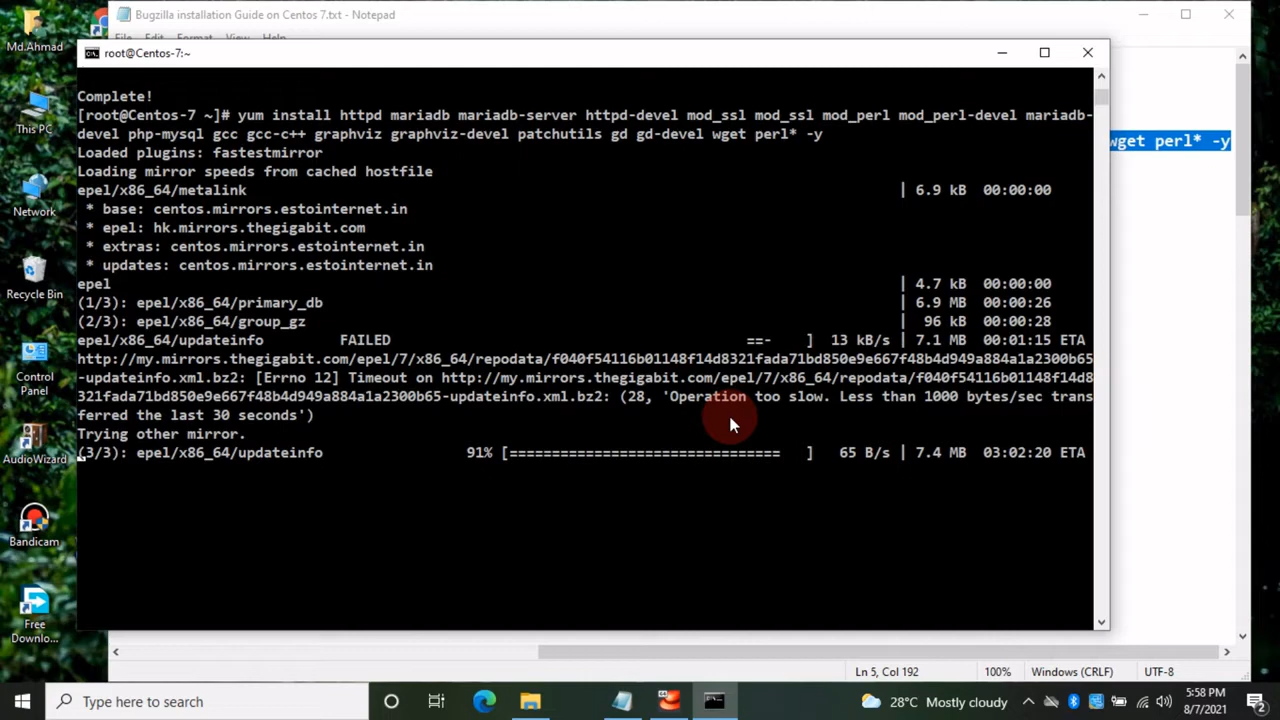 Bugzilla installation Guide on Centos 7.txt - Notepad
File Edit Format View Help
Md.Ahmad
This PC
Network
Recycle Bin
Control Panel
AudioWizard
Bandicam
Free Downlo...
root@Centos-7:~
Complete!
[root@Centos-7 ~]# yum install httpd mariadb mariadb-server httpd-devel mod_ssl mod_ssl mod_perl mod_perl-devel mariadb-
devel php-mysql gcc gcc-c++ graphviz graphviz-devel patchutils gd gd-devel wget perl* -y
wget perl* -y
Loaded plugins: fastestmirror
Loading mirror speeds from cached hostfile
epel/x86_64/metalink | 6.9 kB 00:00:00
* base: centos.mirrors.estointernet.in
* epel: hk.mirrors.thegigabit.com
* extras: centos.mirrors.estointernet.in
* updates: centos.mirrors.estointernet.in
epel | 4.7 kB 00:00:00
(1/3): epel/x86_64/primary_db | 6.9 MB 00:00:26
(2/3): epel/x86_64/group_gz | 96 kB 00:00:28
epel/x86_64/updateinfo FAILED ==- ] 13 kB/s | 7.1 MB 00:01:15 ETA
http://my.mirrors.thegigabit.com/epel/7/x86_64/repodata/f040f54116b01148f14d8321fada71bd850e9e667f48b4d949a884a1a2300b65
-updateinfo.xml.bz2: [Errno 12] Timeout on http://my.mirrors.thegigabit.com/epel/7/x86_64/repodata/f040f54116b01148f14d8
321fada71bd850e9e667f48b4d949a884a1a2300b65-updateinfo.xml.bz2: (28, 'Operation too slow. Less than 1000 bytes/sec trans
ferred the last 30 seconds')
Trying other mirror.
(3/3): epel/x86_64/updateinfo 91% [================================ ] 65 B/s | 7.4 MB 03:02:20 ETA
Ln 5, Col 192 100% Windows (CRLF) UTF-8
Type here to search
28°C Mostly cloudy
5:58 PM
8/7/2021
2